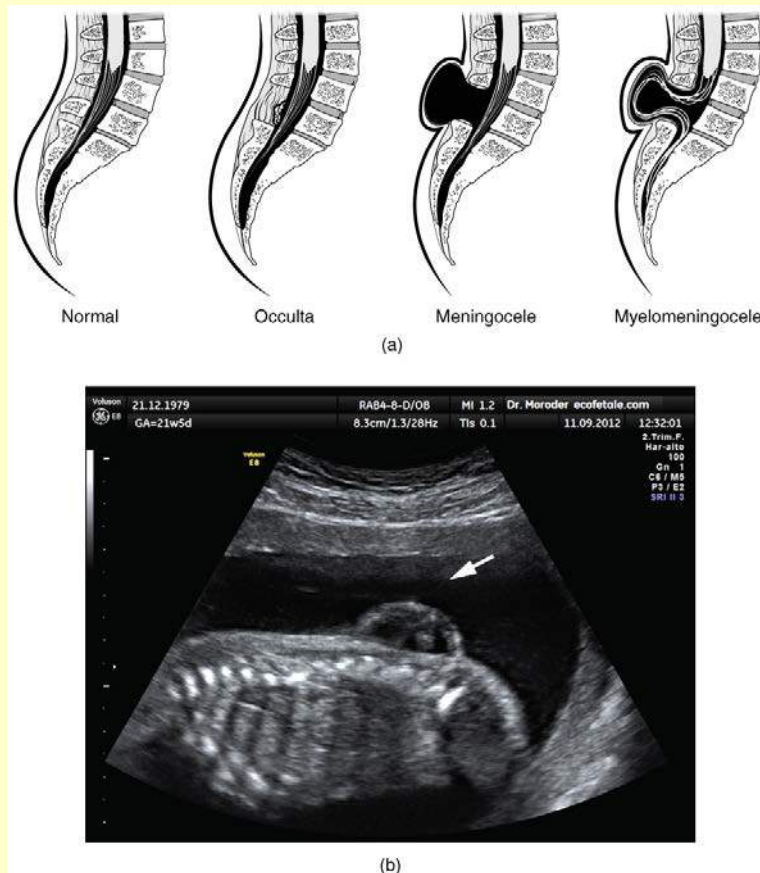 Normal
Occulta
Meningocele
Myelomeningocele
(a)
Voluson
E8
21.12.1979
RAB4-8-D/OB
MI 1.2
Dr. Moroder ecofetale.com
GA=21w5d
8.3cm/1.3/28Hz
TIs 0.1
11.09.2012
12:32:01
Voluson
E8
2.Trim.F.
Har-alto
100
Gn 1
C6 / M5
P3 / E2
SRI II 3
(b)